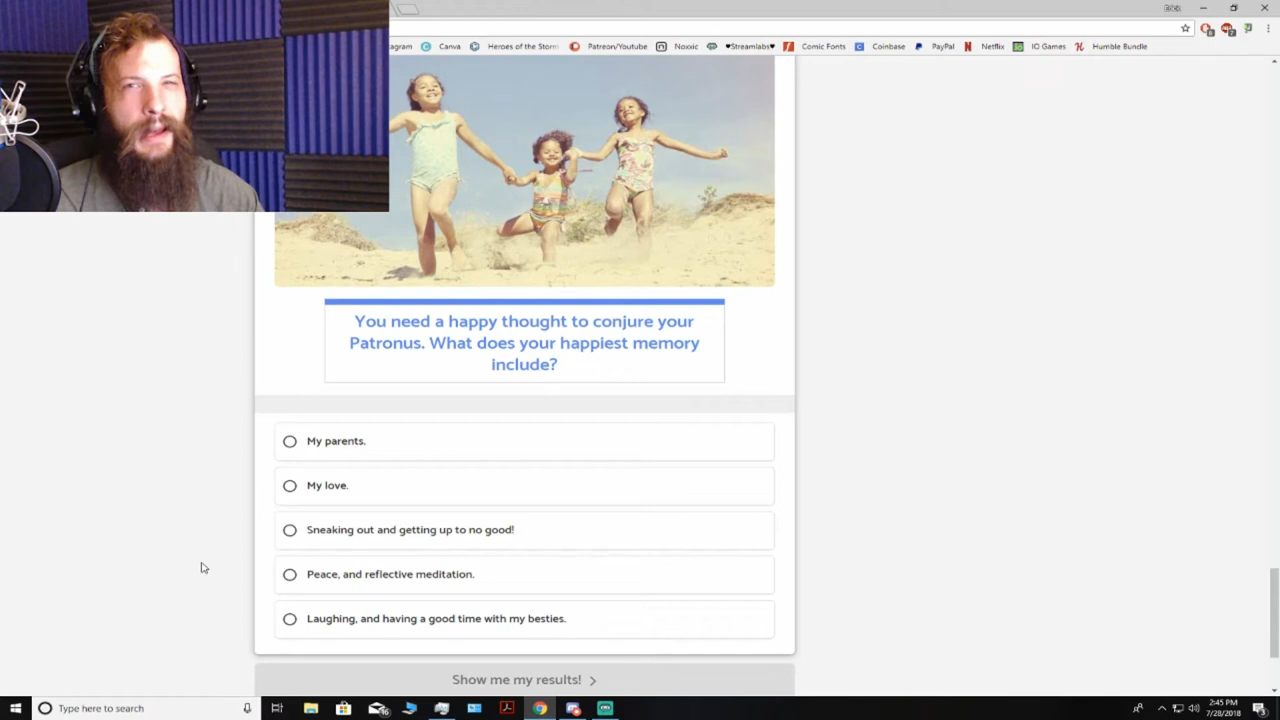 agram Canva Heroes of the Storm Patreon/Youtube Noxxic ♥Streamlabs♥ Comic Fonts Coinbase PayPal Netflix IO Games Humble Bundle
You need a happy thought to conjure your
Patronus. What does your happiest memory
include?
My parents.
My love.
Sneaking out and getting up to no good!
Peace, and reflective meditation.
Laughing, and having a good time with my besties.
Show me my results!
Type here to search
2:45 PM
7/28/2018